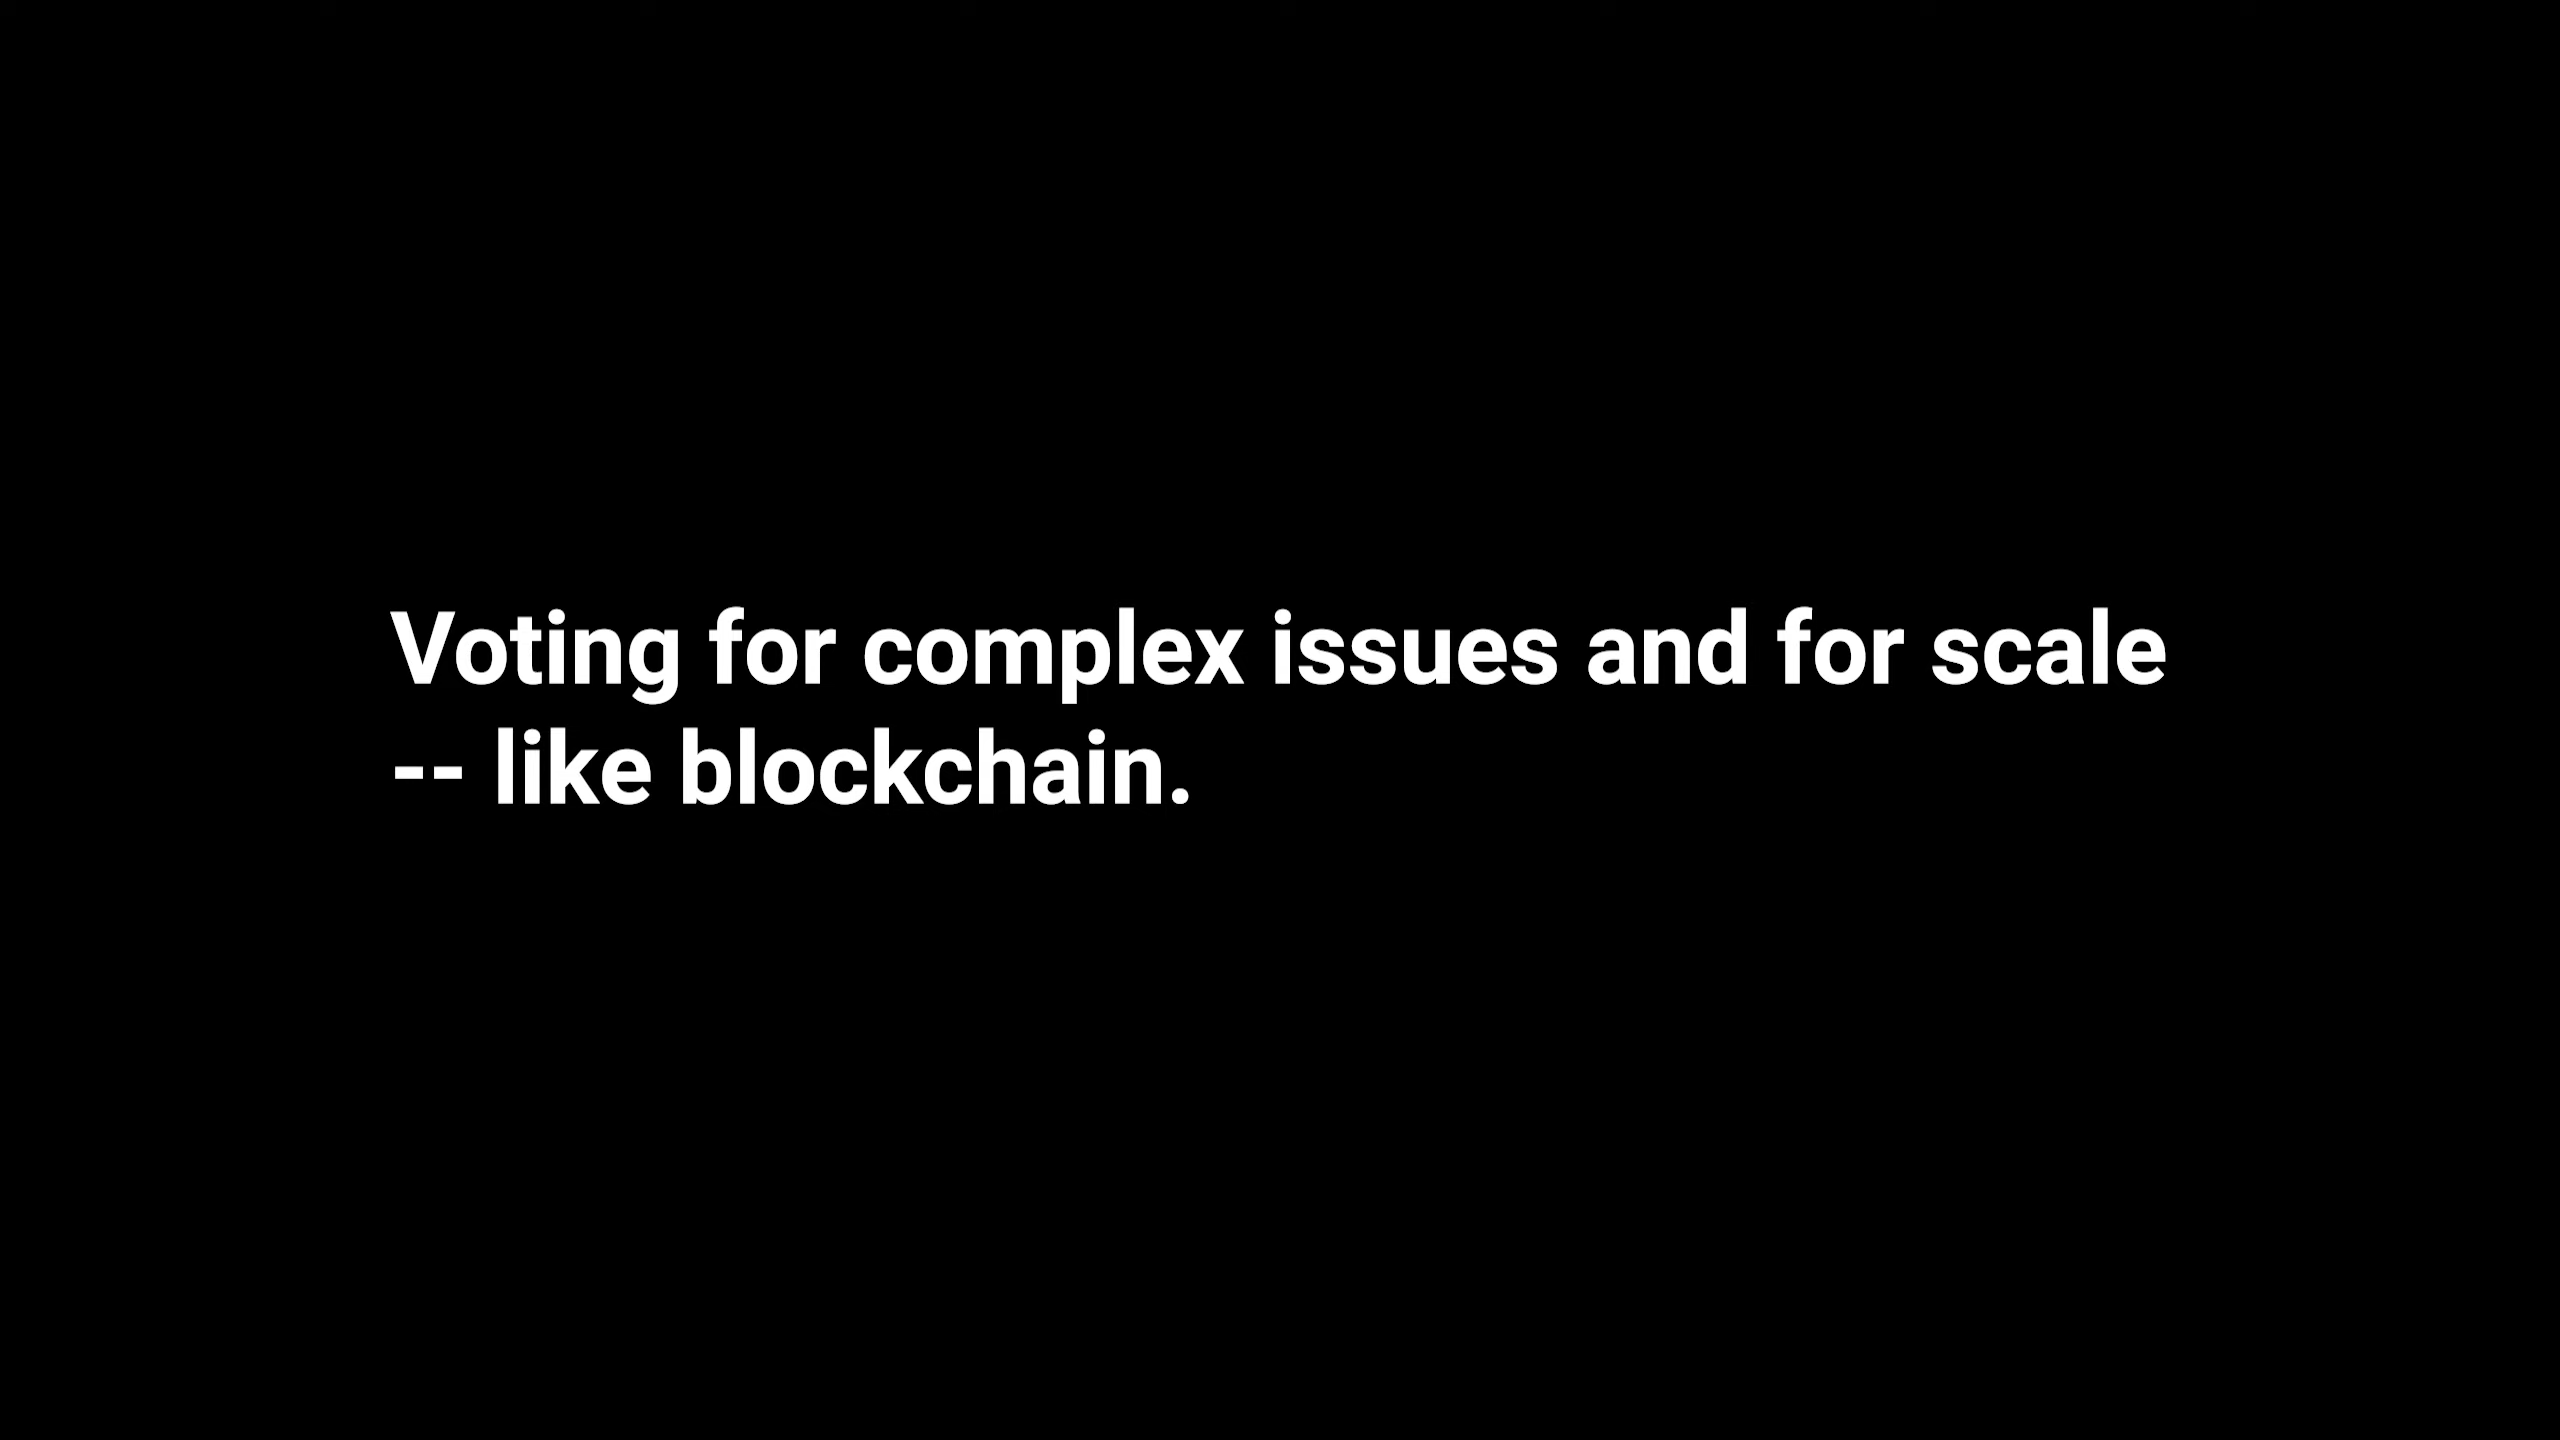 Voting for complex issues and for scale
-- like blockchain.